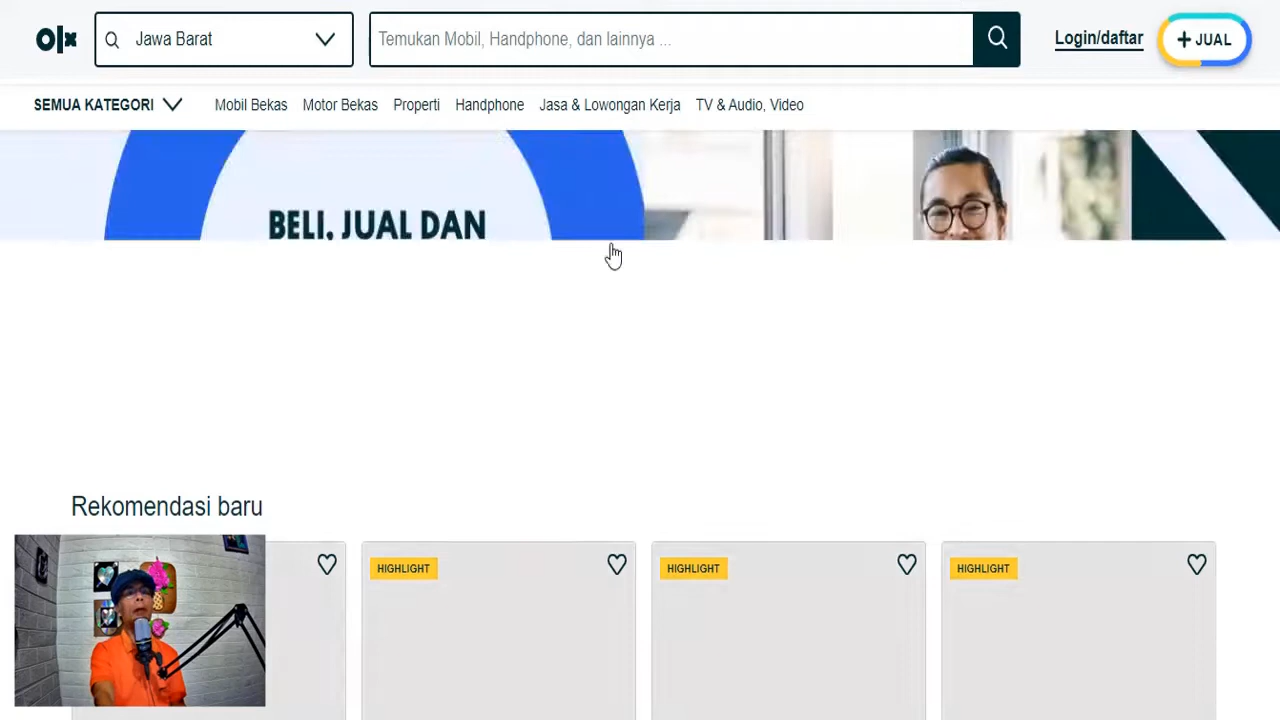 olx
Jawa Barat
Temukan Mobil, Handphone, dan lainnya ...
Login/daftar
+ JUAL
SEMUA KATEGORI
Mobil Bekas
Motor Bekas
Properti
Handphone
Jasa & Lowongan Kerja
TV & Audio, Video
BELI, JUAL DAN
Rekomendasi baru
HIGHLIGHT
HIGHLIGHT
HIGHLIGHT